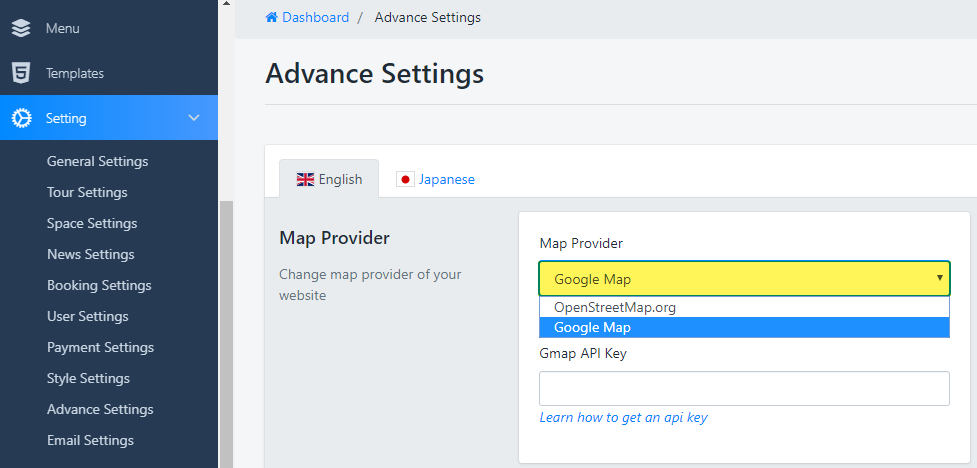 Menu
Templates
Setting
General Settings
Tour Settings
Space Settings
News Settings
Booking Settings
User Settings
Payment Settings
Style Settings
Advance Settings
Email Settings
Dashboard / Advance Settings
Advance Settings
English Japanese
Map Provider
Change map provider of your
website
Map Provider
Google Map
OpenStreetMap.org
Google Map
Gmap API Key
Learn how to get an api key